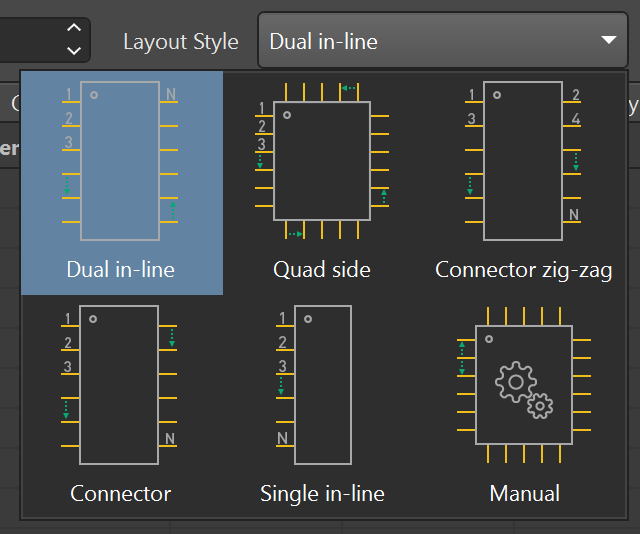 Layout Style Dual in-line
1 N
2
3
Dual in-line
1
2
3
Quad side
1 2
3 4
N
Connector zig-zag
1
2
3
N
Connector
1
2
3
N
Single in-line
Manual